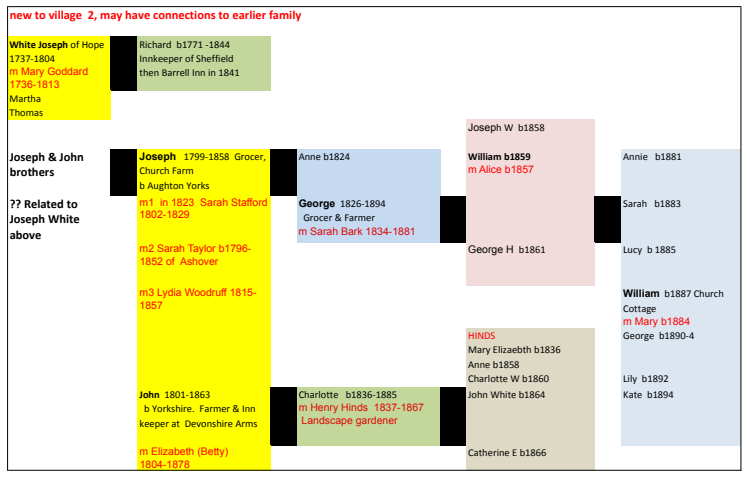 new to village  2, may have connections to earlier family
White Joseph of Hope
1737-1804
m Mary Goddard
1736-1813
Martha
Thomas
Richard  b1771 -1844
Innkeeper of Sheffield
then Barrell Inn in 1841
Joseph & John
brothers
?? Related to
Joseph White
above
Joseph  1799-1858  Grocer,
Church Farm
b Aughton Yorks
m1  in 1823  Sarah Stafford
1802-1829
m2 Sarah Taylor b1796-
1852 of  Ashover
m3 Lydia Woodruff 1815-
1857
John  1801-1863
b Yorkshire.  Farmer & Inn
keeper at  Devonshire Arms
m Elizabeth (Betty)
1804-1878
Anne b1824
George  1826-1894
Grocer & Farmer
m Sarah Bark 1834-1881
Charlotte  b1836-1885
m Henry Hinds  1837-1867
Landscape gardener
Joseph W  b1858
William b1859
m Alice b1857
George H  b1861
HINDS
Mary Elizaebth b1836
Anne b1858
Charlotte W b1860
John White b1864
Catherine E b1866
Annie  b1881
Sarah  b1883
Lucy  b 1885
William  b1887 Church
Cottage
m Mary b1884
George  b1890-4
Lily  b1892
Kate  b1894